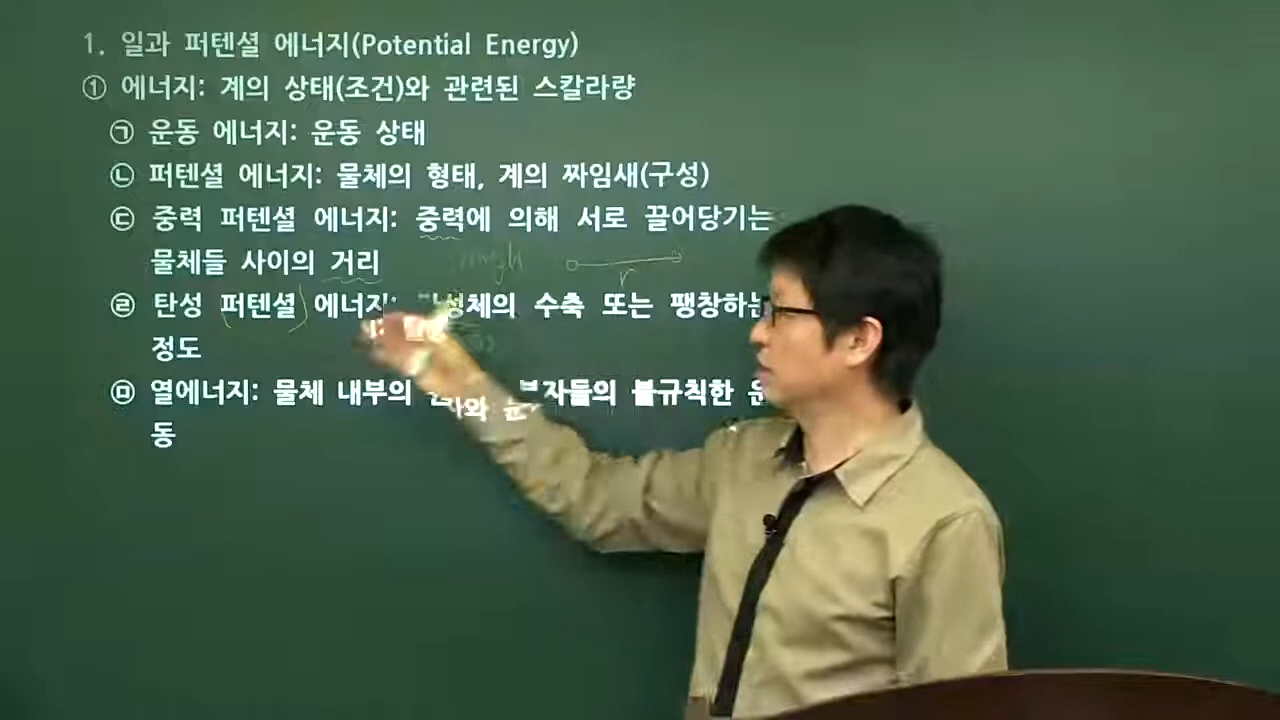 1. 일과 퍼텐셜 에너지(Potential Energy)
① 에너지: 계의 상태(조건)와 관련된 스칼라량
㉠ 운동 에너지: 운동 상태
㉡ 퍼텐셜 에너지: 물체의 형태, 계의 짜임새(구성)
㉢ 중력 퍼텐셜 에너지: 중력에 의해 서로 끌어당기는
물체들 사이의 거리
mgh r
㉣ 탄성 (퍼텐셜) 에너지: 체의 수축 또는 팽창하는
정도
㉤ 열에너지: 물체 내부의 분자들의 불규칙한 운
동